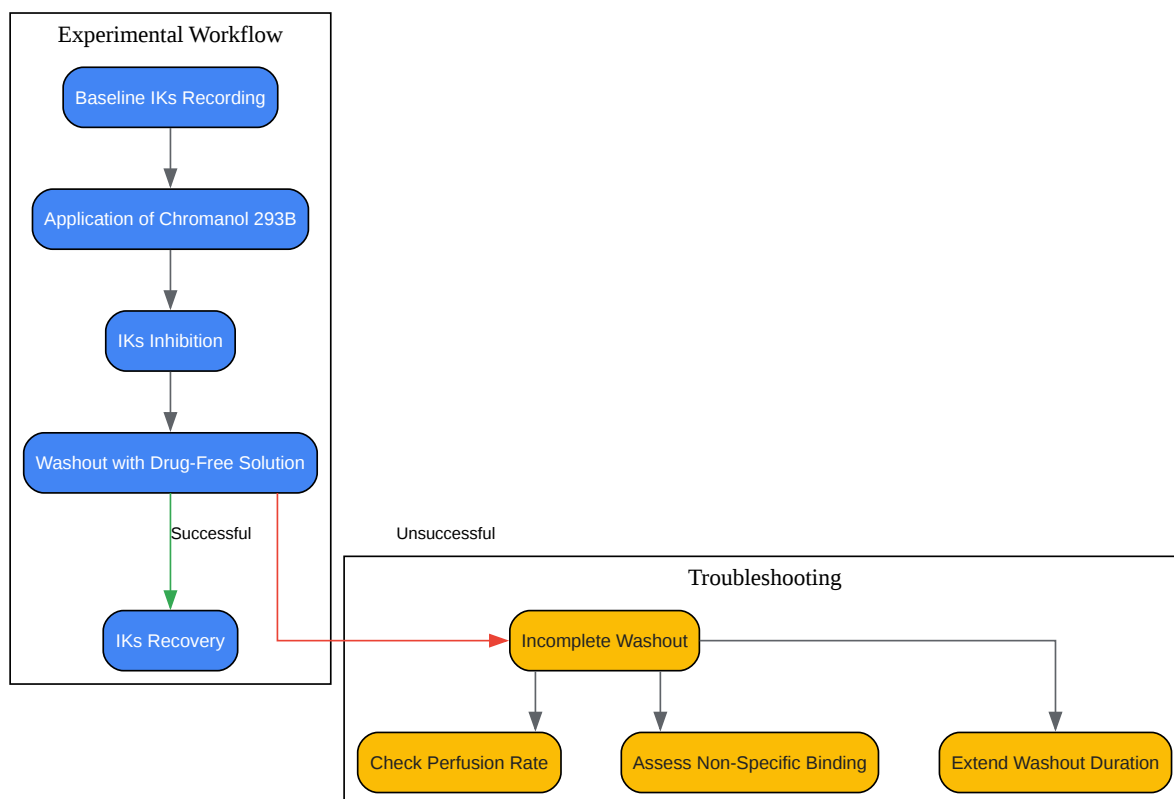 Experimental Workflow
Baseline IKs Recording
Application of Chromanol 293B
IKs Inhibition
Washout with Drug-Free Solution
Successful
Unsuccessful
IKs Recovery
Troubleshooting
Incomplete Washout
Check Perfusion Rate
Assess Non-Specific Binding
Extend Washout Duration